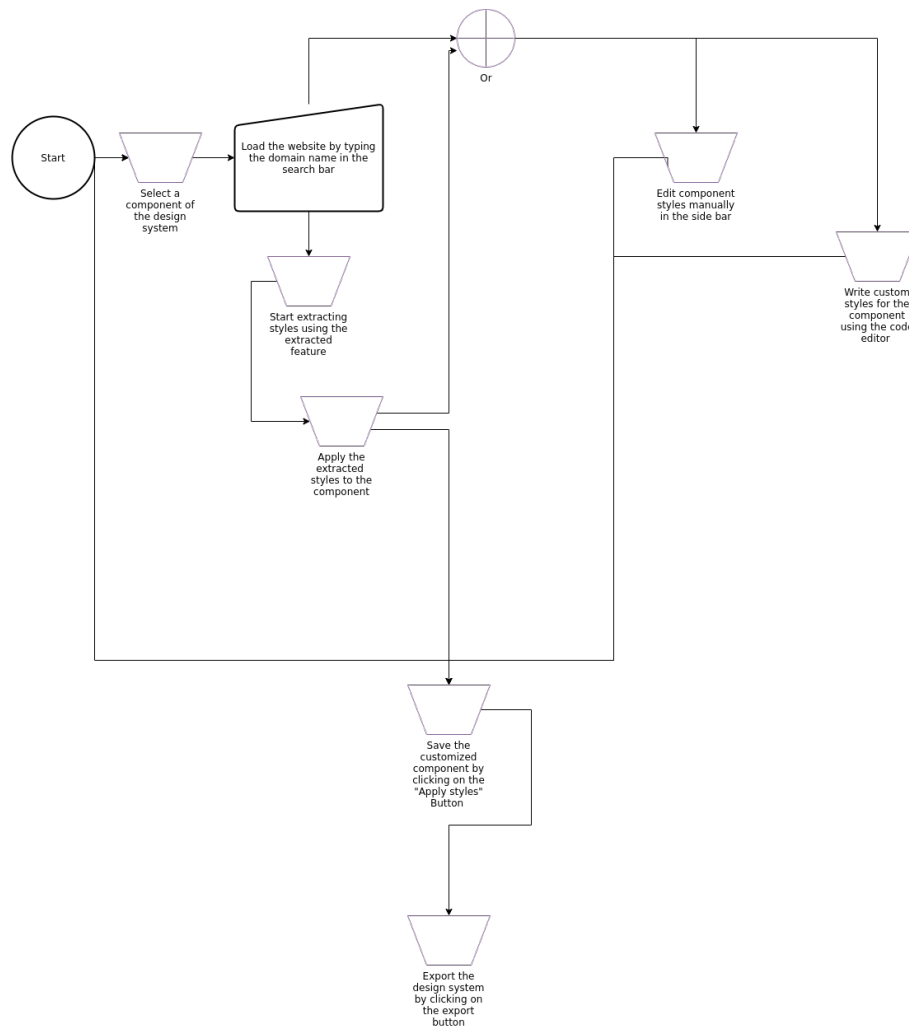 Or
Start
Load the website by typing
the domain name in the
search bar
Select a
component of
the design
system
Edit component
styles manually
in the side bar
Start extracting
styles using the
extracted
feature
Write custom
styles for the
component
using the code
editor
Apply the
extracted
styles to the
component
Save the
customized
component by
clicking on the
"Apply styles"
Button
Export the
design system
by clicking on
the export
button